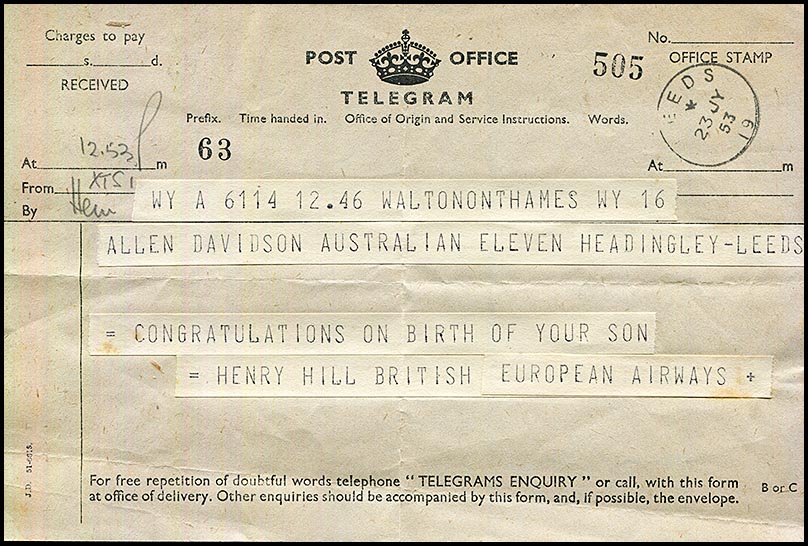 Charges to pay
s. d.
RECEIVED
POST OFFICE
TELEGRAM
505
No.
OFFICE STAMP
LEEDS
23 JY
53
19
Prefix. Time handed in. Office of Origin and Service Instructions. Words.
63
At 12.53 m
At m
From XTS 1
By
WY A 6114 12.46 WALTONONTHAMES WY 16
ALLEN DAVIDSON AUSTRALIAN ELEVEN HEADINGLEY-LEEDS
= CONGRATULATIONS ON BIRTH OF YOUR SON
= HENRY HILL BRITISH EUROPEAN AIRWAYS +
For free repetition of doubtful words telephone "TELEGRAMS ENQUIRY" or call, with this form
at office of delivery. Other enquiries should be accompanied by this form, and, if possible, the envelope.
B or C